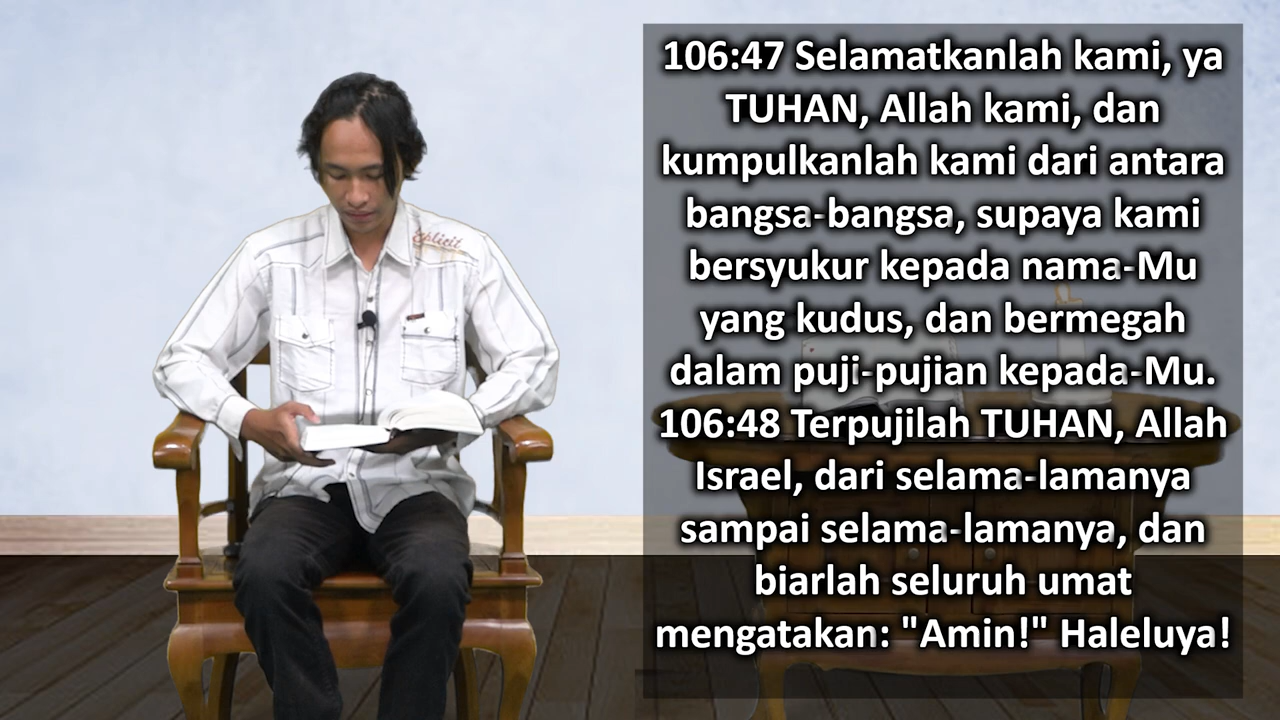 explicit
106:47 Selamatkanlah kami, ya
TUHAN, Allah kami, dan
kumpulkanlah kami dari antara
bangsa-bangsa, supaya kami
bersyukur kepada nama-Mu
yang kudus, dan bermegah
dalam puji-pujian kepada-Mu.
106:48 Terpujilah TUHAN, Allah
Israel, dari selama-lamanya
sampai selama-lamanya, dan
biarlah seluruh umat
mengatakan: "Amin!" Haleluya!